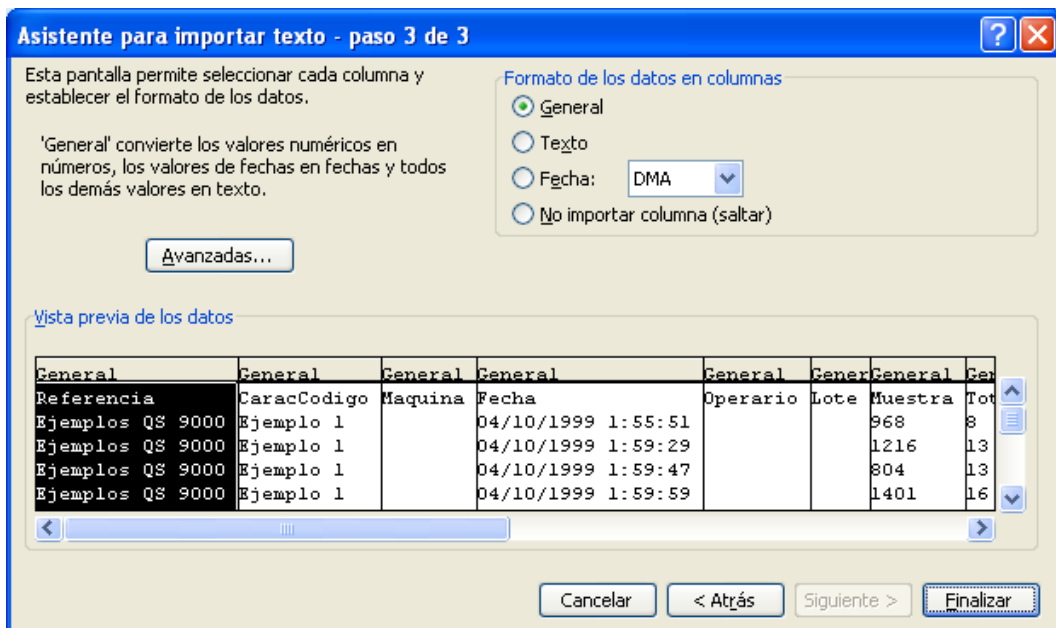 Asistente para importar texto - paso 3 de 3
Esta pantalla permite seleccionar cada columna y
establecer el formato de los datos.
'General' convierte los valores numéricos en
números, los valores de fechas en fechas y todos
los demás valores en texto.
Avanzadas...
Formato de los datos en columnas
General
Texto
Fecha: DMA
No importar columna (saltar)
Vista previa de los datos
General General General General General Gener General Gen
Referencia CaracCodigo Maquina Fecha Operario Lote Muestra Tot
Ejemplos QS 9000 Ejemplo 1 04/10/1999 1:55:51 968 8
Ejemplos QS 9000 Ejemplo 1 04/10/1999 1:59:29 1216 13
Ejemplos QS 9000 Ejemplo 1 04/10/1999 1:59:47 804 13
Ejemplos QS 9000 Ejemplo 1 04/10/1999 1:59:59 1401 16
Cancelar < Atrás Siguiente > Finalizar